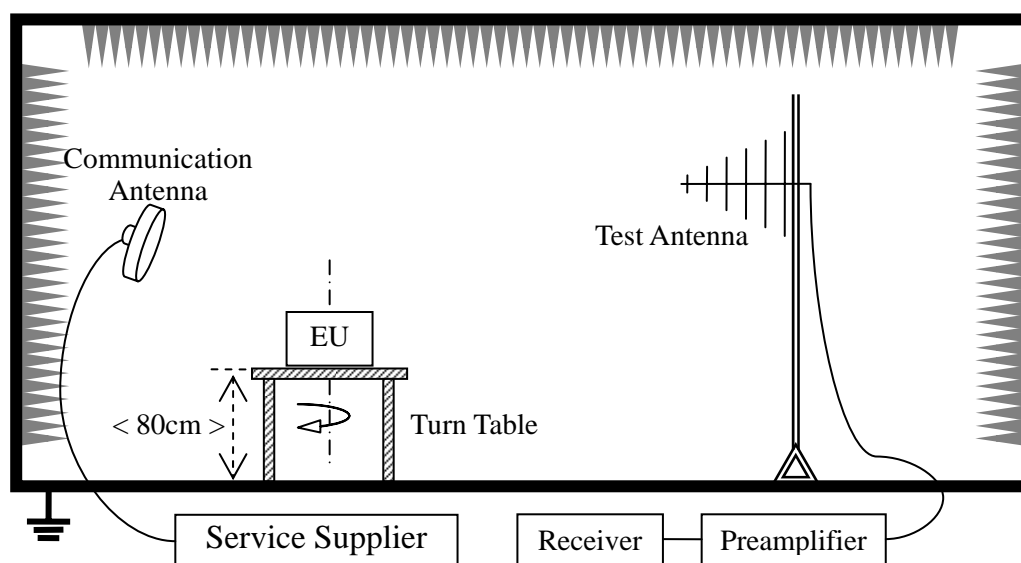 Communication
Antenna
Test Antenna
EU
< 80cm >
Turn Table
Service Supplier
Receiver
Preamplifier